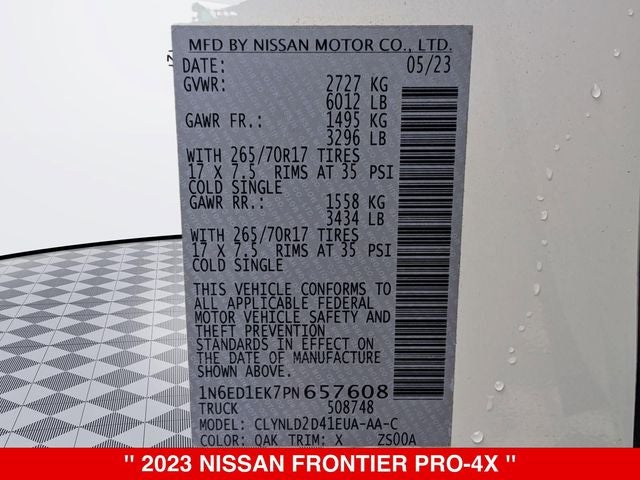 MFD BY NISSAN MOTOR CO., LTD.
DATE: 05/23
GVWR: 2727 KG
6012 LB
GAWR FR.: 1495 KG
3296 LB
WITH 265/70R17 TIRES
17 X 7.5 RIMS AT 35 PSI
COLD SINGLE
GAWR RR.: 1558 KG
3434 LB
WITH 265/70R17 TIRES
17 X 7.5 RIMS AT 35 PSI
COLD SINGLE
THIS VEHICLE CONFORMS TO
ALL APPLICABLE FEDERAL
MOTOR VEHICLE SAFETY AND
THEFT PREVENTION
STANDARDS IN EFFECT ON
THE DATE OF MANUFACTURE
SHOWN ABOVE.
1N6ED1EK7PN657608
TRUCK 508748
MODEL: CLYNLD2D41EUA-AA-C
COLOR: QAK TRIM: X ZS00A
" 2023 NISSAN FRONTIER PRO-4X "